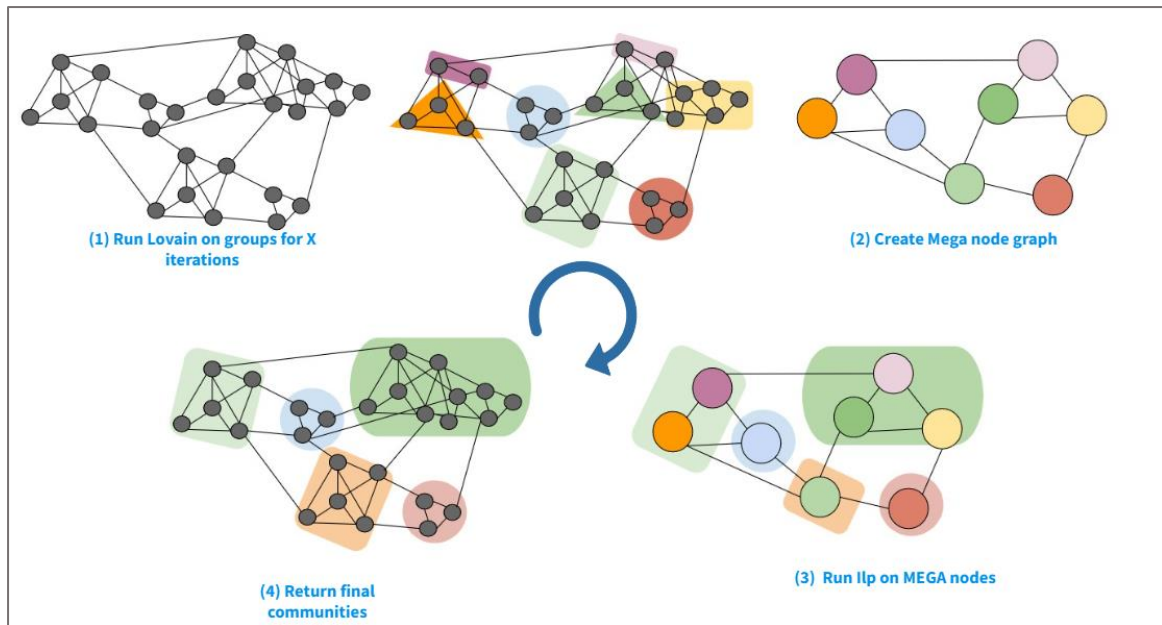 (1) Run Lovain on groups for X
iterations
(2) Create Mega node graph
(3) Run Ilp on MEGA nodes
(4) Return final
communities